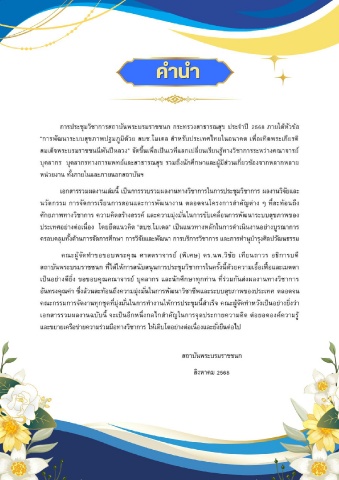 คำนำ
การประชุมวิชาการสถาบันพระบรมราชชนก กระทรวงสาธารณสุข ประจำปี 2568 ภายใต้หัวข้อ
"การพัฒนาระบบสุขภาพปฐมภูมิด้วย สบช.โมเดล สำหรับประเทศไทยในอนาคต เพื่อเทิดพระเกียรติ
สมเด็จพระบรมราชชนนีพันปีหลวง" จัดขึ้นเพื่อเป็นเวทีแลกเปลี่ยนเรียนรู้ทางวิชาการระหว่างคณาจารย์
บุคลากร บุคลากรทางการแพทย์และสาธารณสุข รวมถึงนักศึกษาและผู้มีส่วนเกี่ยวข้องจากหลากหลาย
หน่วยงาน ทั้งภายในและภายนอกสถาบันฯ
เอกสารรวมผลงานเล่มนี้ เป็นการรวบรวมผลงานทางวิชาการในการประชุมวิชาการ ผลงานวิจัยและ
นวัตกรรม การจัดการเรียนการสอนและการพัฒนางาน ตลอดจนโครงการสำคัญต่าง ๆ ที่สะท้อนถึง
ศักยภาพทางวิชาการ ความคิดสร้างสรรค์ และความมุ่งมั่นในการขับเคลื่อนการพัฒนาระบบสุขภาพของ
ประเทศอย่างต่อเนื่อง โดยยึดแนวคิด "สบช.โมเดล" เป็นแนวทางหลักในการดำเนินงานอย่างบูรณาการ
ครอบคลุมทั้งด้านการจัดการศึกษา การวิจัยและพัฒนา การบริการวิชาการ และการทำนุบำรุงศิลปวัฒนธรรม
คณะผู้จัดทำขอขอบพระคุณ ศาสตราจารย์ (พิเศษ) ดร.นพ.วิชัย เทียนถาวร อธิการบดี
สถาบันพระบรมราชชนก ที่ให้การสนับสนุนการประชุมวิชาการในครั้งนี้ด้วยความเอื้อเฟื้อและเมตตา
เป็นอย่างดียิ่ง ขอขอบคุณคณาจารย์ บุคลากร และนักศึกษาทุกท่าน ที่ร่วมกันส่งผลงานทางวิชาการ
อันทรงคุณค่า ซึ่งล้วนสะท้อนถึงความมุ่งมั่นในการพัฒนาวิชาชีพและระบบสุขภาพของประเทศ ตลอดจน
คณะกรรมการจัดงานทุกชุดที่มุ่งมั่นในการทำงานให้การประชุมนี้สำเร็จ คณะผู้จัดทำหวังเป็นอย่างยิ่งว่า
เอกสารรวมผลงานฉบับนี้ จะเป็นอีกหนึ่งกลไกสำคัญในการจุดประกายความคิด ต่อยอดองค์ความรู้
และขยายเครือข่ายความร่วมมือทางวิชาการ ให้เติบโตอย่างต่อเนื่องและยั่งยืนต่อไป
สถาบันพระบรมราชชนก
สิงหาคม 2568